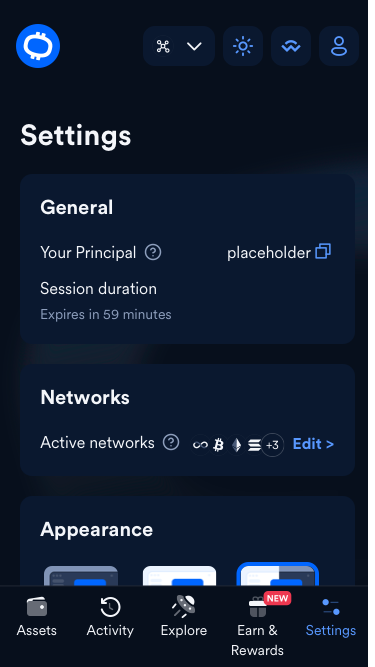 Settings
General
Your Principal placeholder
Session duration
Expires in 59 minutes
Networks
Active networks +3 Edit >
Appearance
NEW
Assets Activity Explore Earn & Rewards Settings